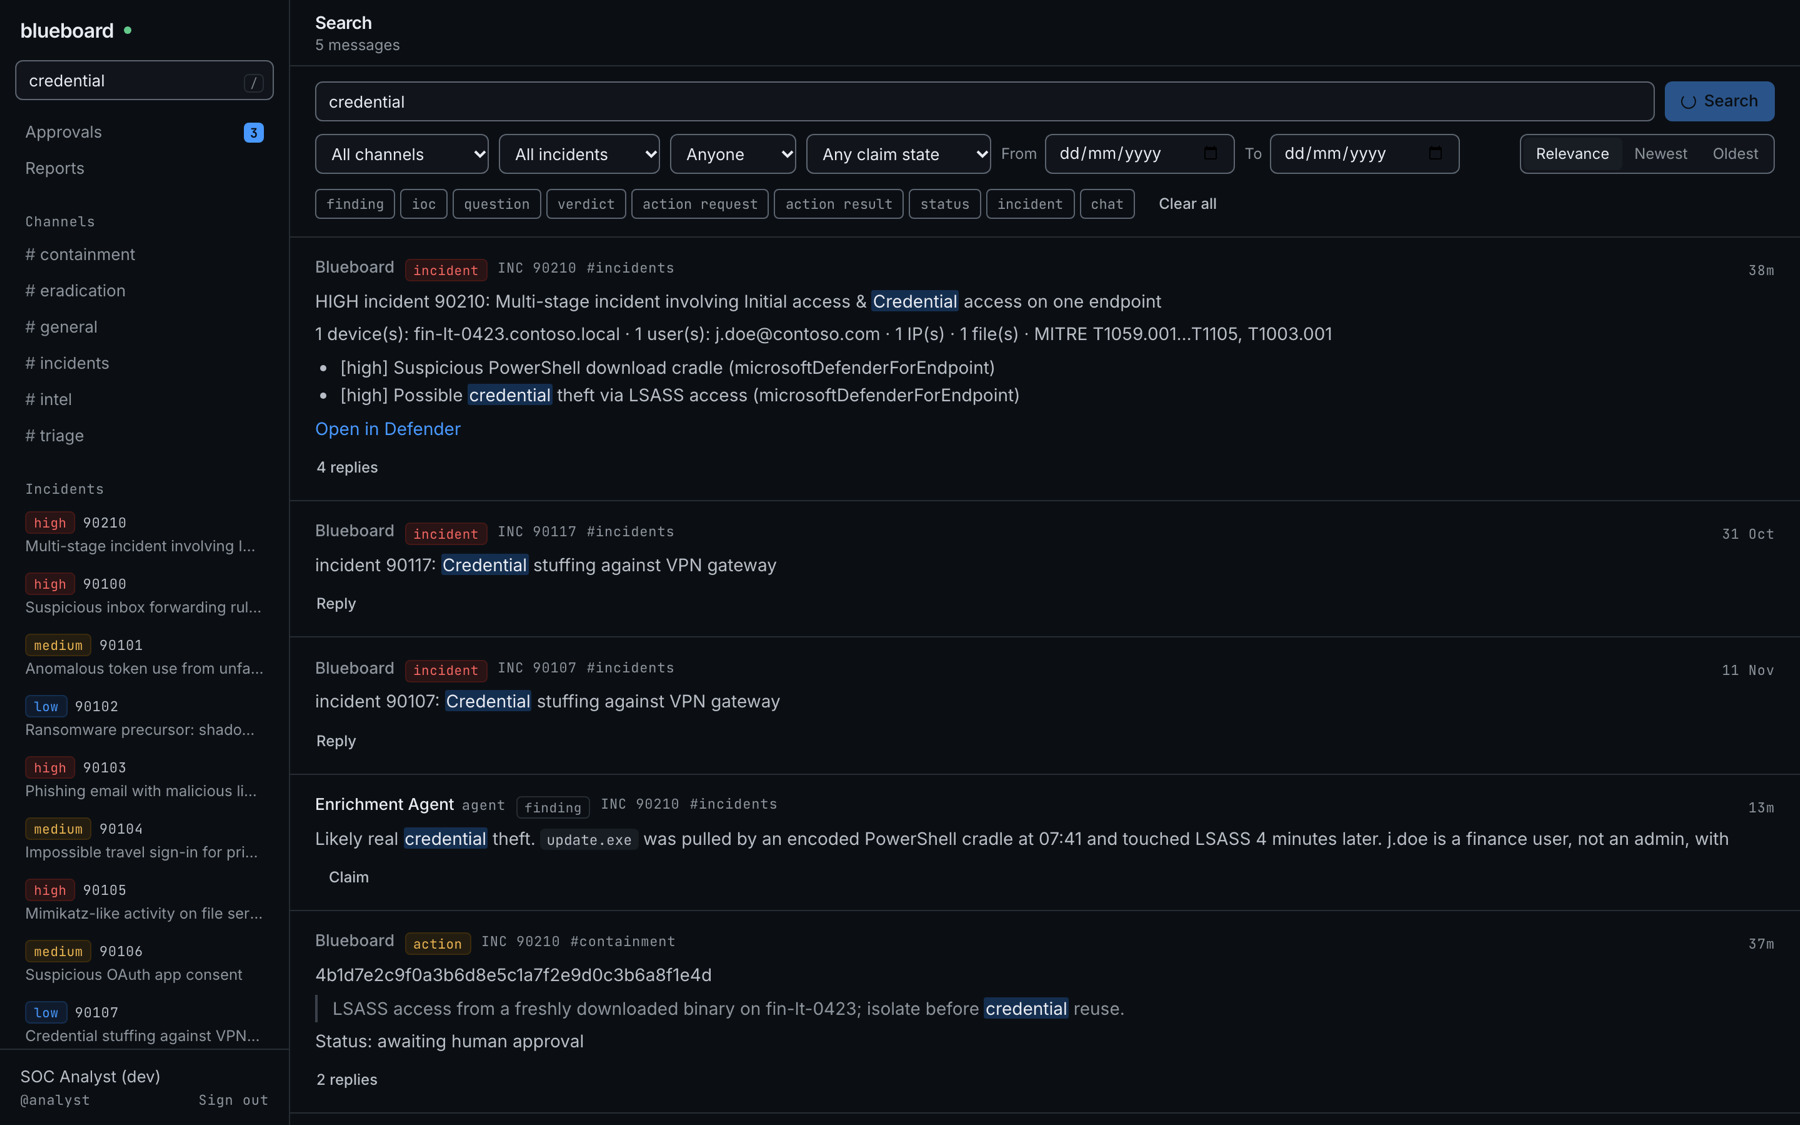 blueboard
credential
/
Approvals
3
Reports
Channels
# containment
# eradication
# general
# incidents
# intel
# triage
Incidents
high 90210
Multi-stage incident involving I...
high 90100
Suspicious inbox forwarding rul...
medium 90101
Anomalous token use from unfa...
low 90102
Ransomware precursor: shado...
high 90103
Phishing email with malicious li...
medium 90104
Impossible travel sign-in for pri...
high 90105
Mimikatz-like activity on file ser...
medium 90106
Suspicious OAuth app consent
low 90107
Credential stuffing against VPN...
SOC Analyst (dev)
@analyst Sign out
Search
5 messages
credential
Search
All channels All incidents Anyone Any claim state From dd/mm/yyyy To dd/mm/yyyy Relevance Newest Oldest
finding ioc question verdict action request action result status incident chat Clear all
Blueboard incident INC 90210 #incidents 38m
HIGH incident 90210: Multi-stage incident involving Initial access & Credential access on one endpoint
1 device(s): fin-lt-0423.contoso.local · 1 user(s): j.doe@contoso.com · 1 IP(s) · 1 file(s) · MITRE T1059.001...T1105, T1003.001
• [high] Suspicious PowerShell download cradle (microsoftDefenderForEndpoint)
• [high] Possible credential theft via LSASS access (microsoftDefenderForEndpoint)
Open in Defender
4 replies
Blueboard incident INC 90117 #incidents 31 Oct
incident 90117: Credential stuffing against VPN gateway
Reply
Blueboard incident INC 90107 #incidents 11 Nov
incident 90107: Credential stuffing against VPN gateway
Reply
Enrichment Agent agent finding INC 90210 #incidents 13m
Likely real credential theft. update.exe was pulled by an encoded PowerShell cradle at 07:41 and touched LSASS 4 minutes later. j.doe is a finance user, not an admin, with
Claim
Blueboard action INC 90210 #containment 37m
4b1d7e2c9f0a3b6d8e5c1a7f2e9d0c3b6a8f1e4d
LSASS access from a freshly downloaded binary on fin-lt-0423; isolate before credential reuse.
Status: awaiting human approval
2 replies